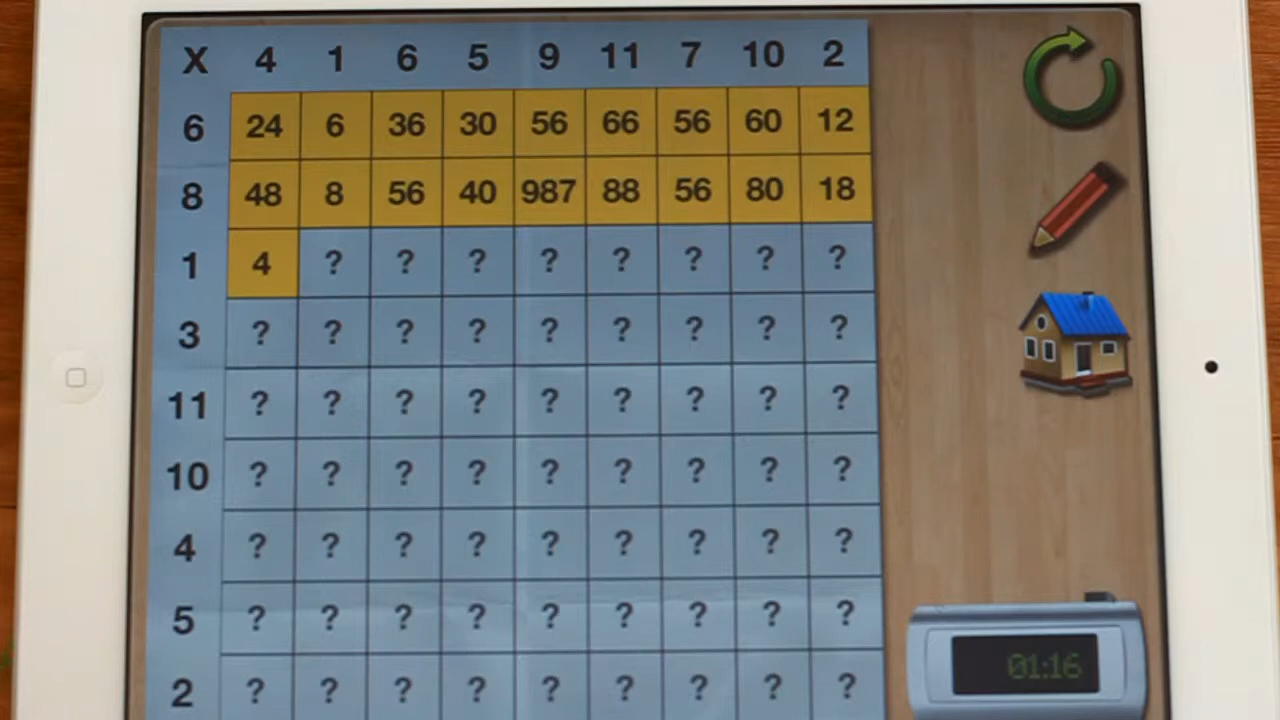 X 4 1 6 5 9 11 7 10 2
6 24 6 36 30 56 66 56 60 12
8 48 8 56 40 987 88 56 80 18
1 4 ? ? ? ? ? ? ? ?
3 ? ? ? ? ? ? ? ? ?
11 ? ? ? ? ? ? ? ? ?
10 ? ? ? ? ? ? ? ? ?
4 ? ? ? ? ? ? ? ? ?
5 ? ? ? ? ? ? ? ? ?
2 ? ? ? ? ? ? ? ? ?
01:16